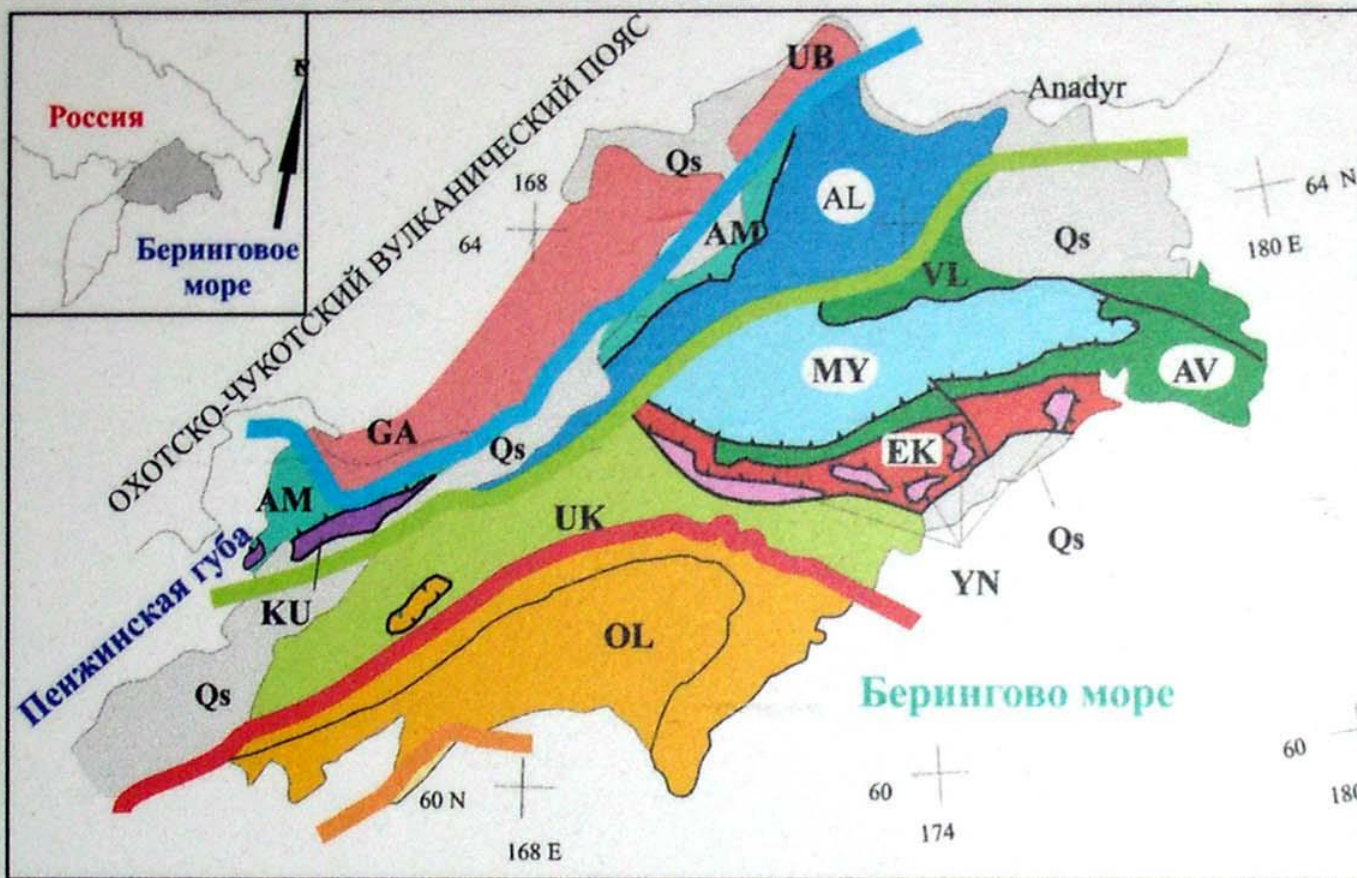 Россия
Беринговое
море
ОХОТСКО-ЧУКОТСКИЙ ВУЛКАНИЧЕСКИЙ ПОЯС
UB
Anadyr
Qs
168
64
AL
AM
64 N
180 E
Qs
VL
MY
AV
GA
Qs
EK
AM
UK
Qs
Пенжинская губа
KU
YN
OL
Qs
Берингово море
60 N
168 E
60
174
60
180